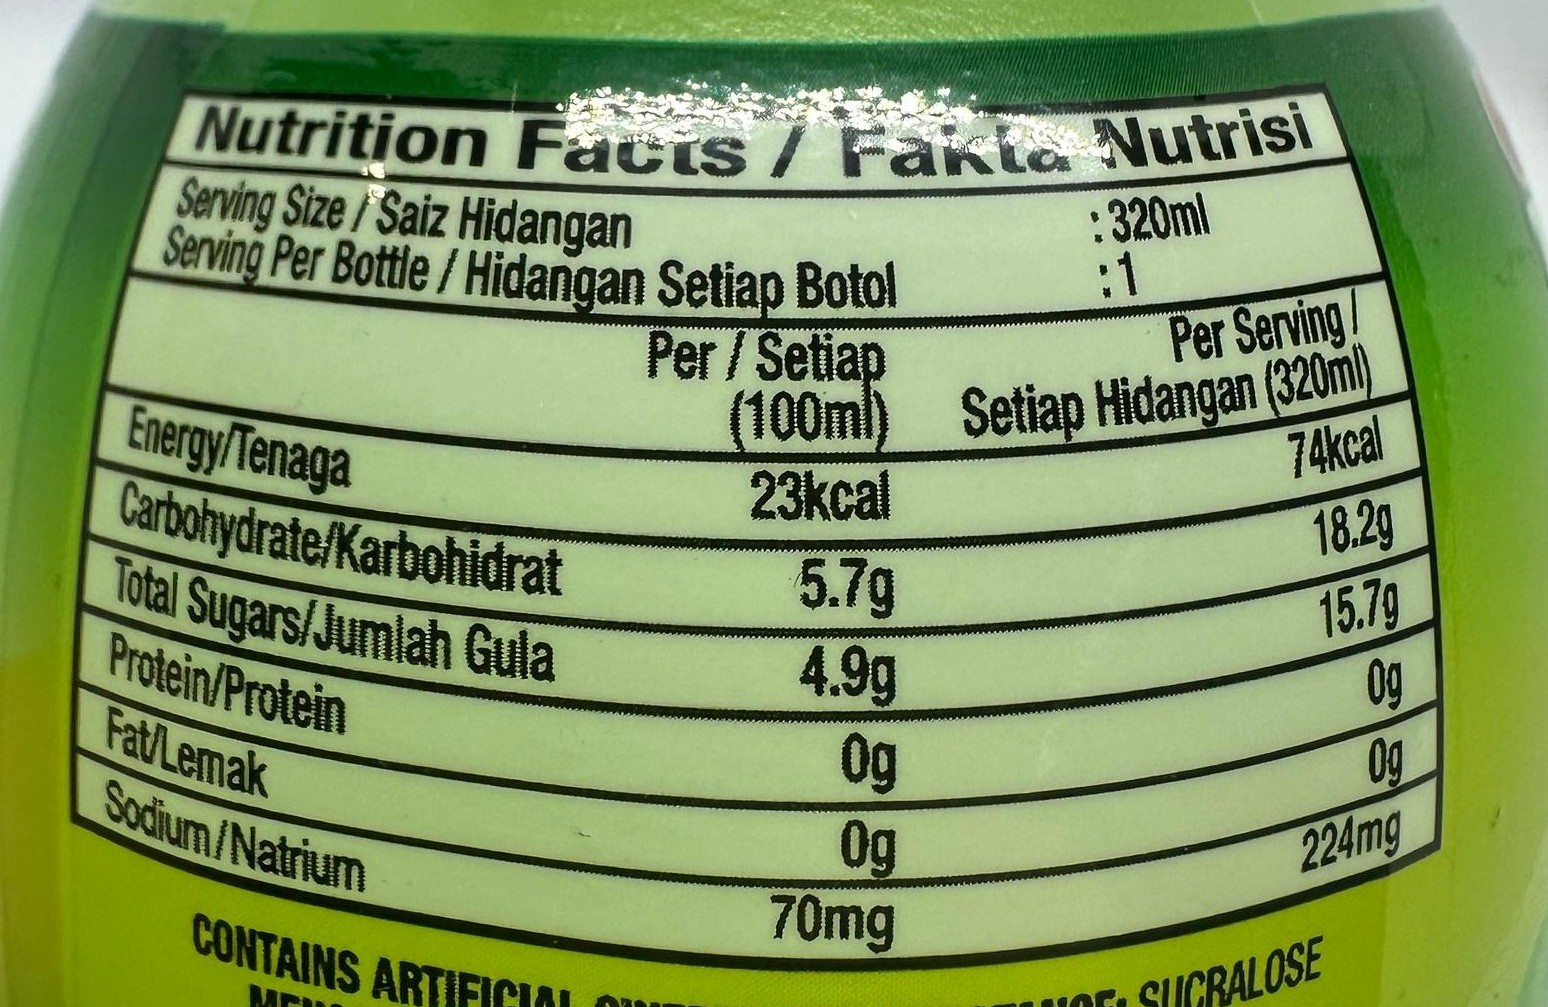 Nutrition Facts / Fakta Nutrisi
Serving Size / Saiz Hidangan : 320ml
Serving Per Bottle / Hidangan Setiap Botol : 1
Per / Setiap (100ml) Per Serving / Setiap Hidangan (320ml)
Energy/Tenaga 23kcal 74kcal
Carbohydrate/Karbohidrat 5.7g 18.2g
Total Sugars/Jumlah Gula 4.9g 15.7g
Protein/Protein 0g 0g
Fat/Lemak 0g 0g
Sodium/Natrium 70mg 224mg
CONTAINS ARTIFICIAL SUCRALOSE